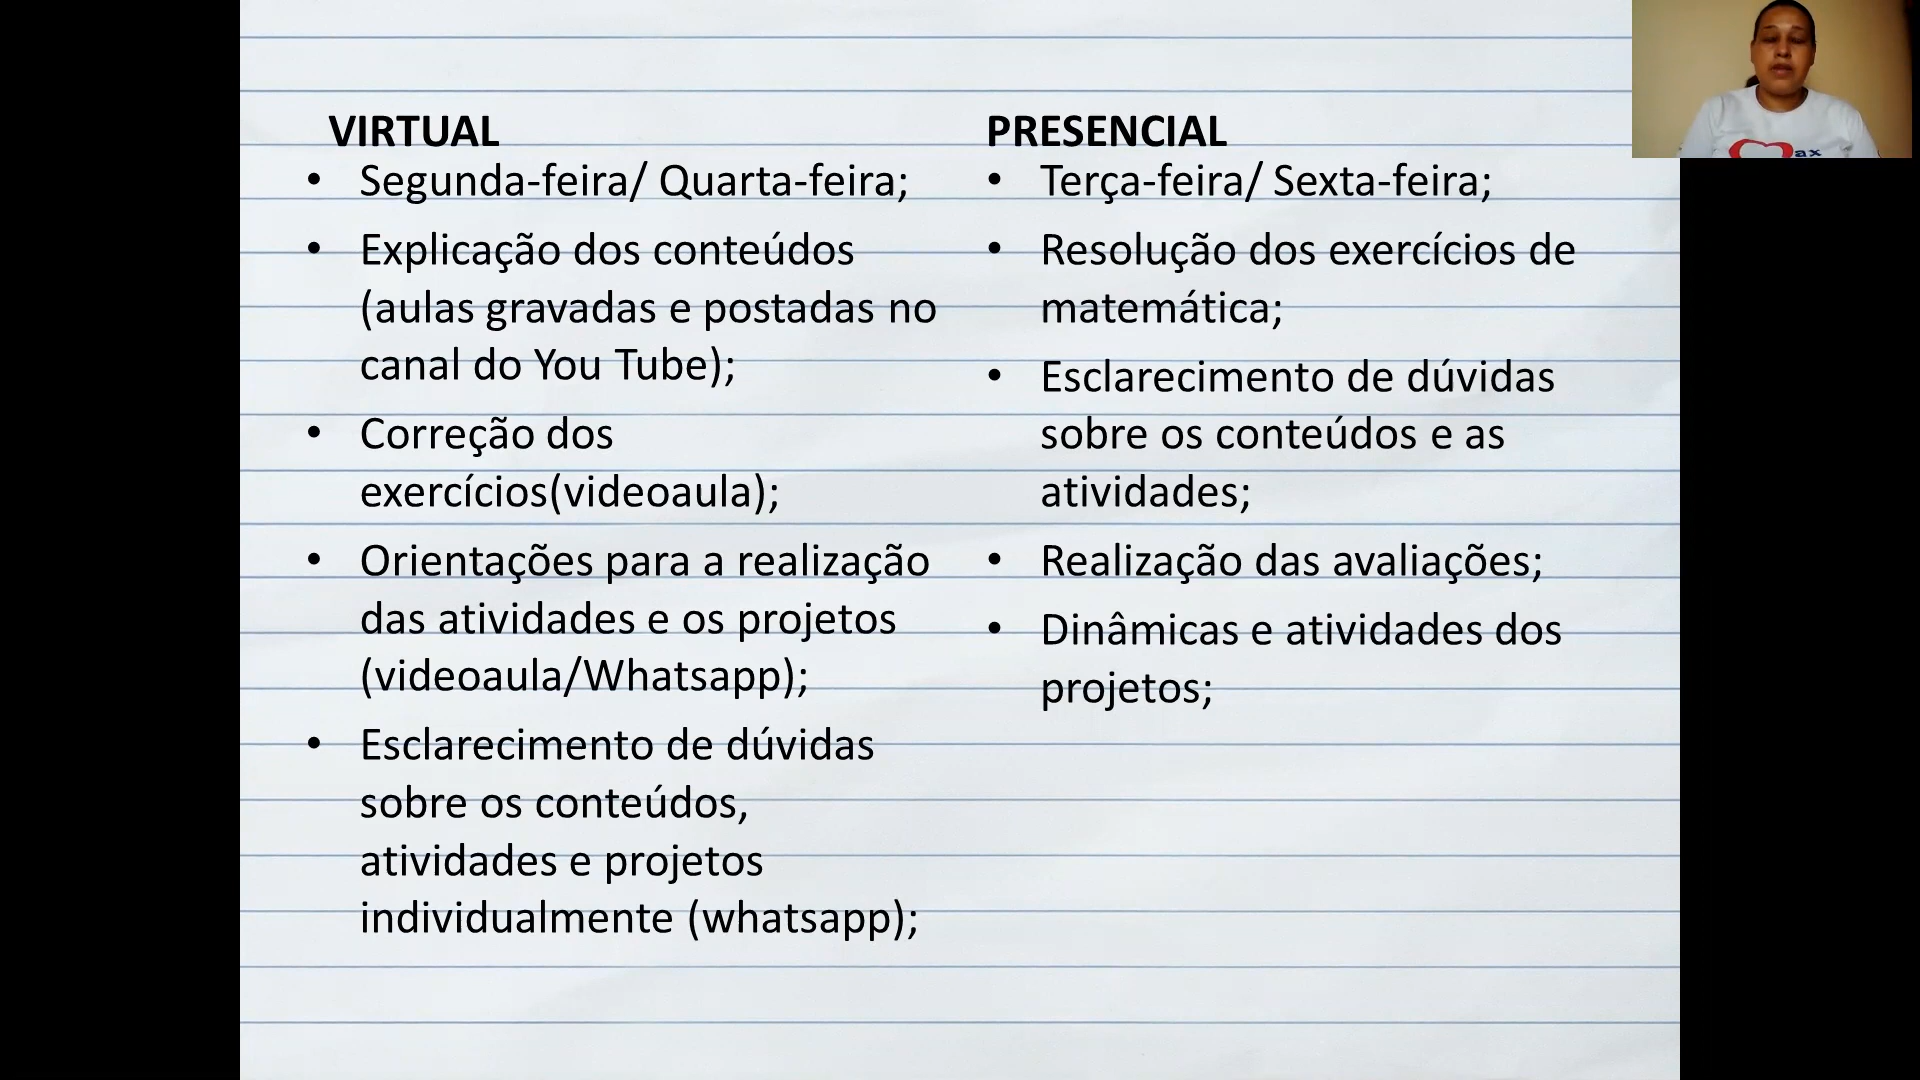 VIRTUAL
• Segunda-feira/ Quarta-feira;
• Explicação dos conteúdos
(aulas gravadas e postadas no
canal do You Tube);
• Correção dos
exercícios(videoaula);
• Orientações para a realização
das atividades e os projetos
(videoaula/Whatsapp);
• Esclarecimento de dúvidas
sobre os conteúdos,
atividades e projetos
individualmente (whatsapp);
PRESENCIAL
• Terça-feira/ Sexta-feira;
• Resolução dos exercícios de
matemática;
• Esclarecimento de dúvidas
sobre os conteúdos e as
atividades;
• Realização das avaliações;
• Dinâmicas e atividades dos
projetos;
ax